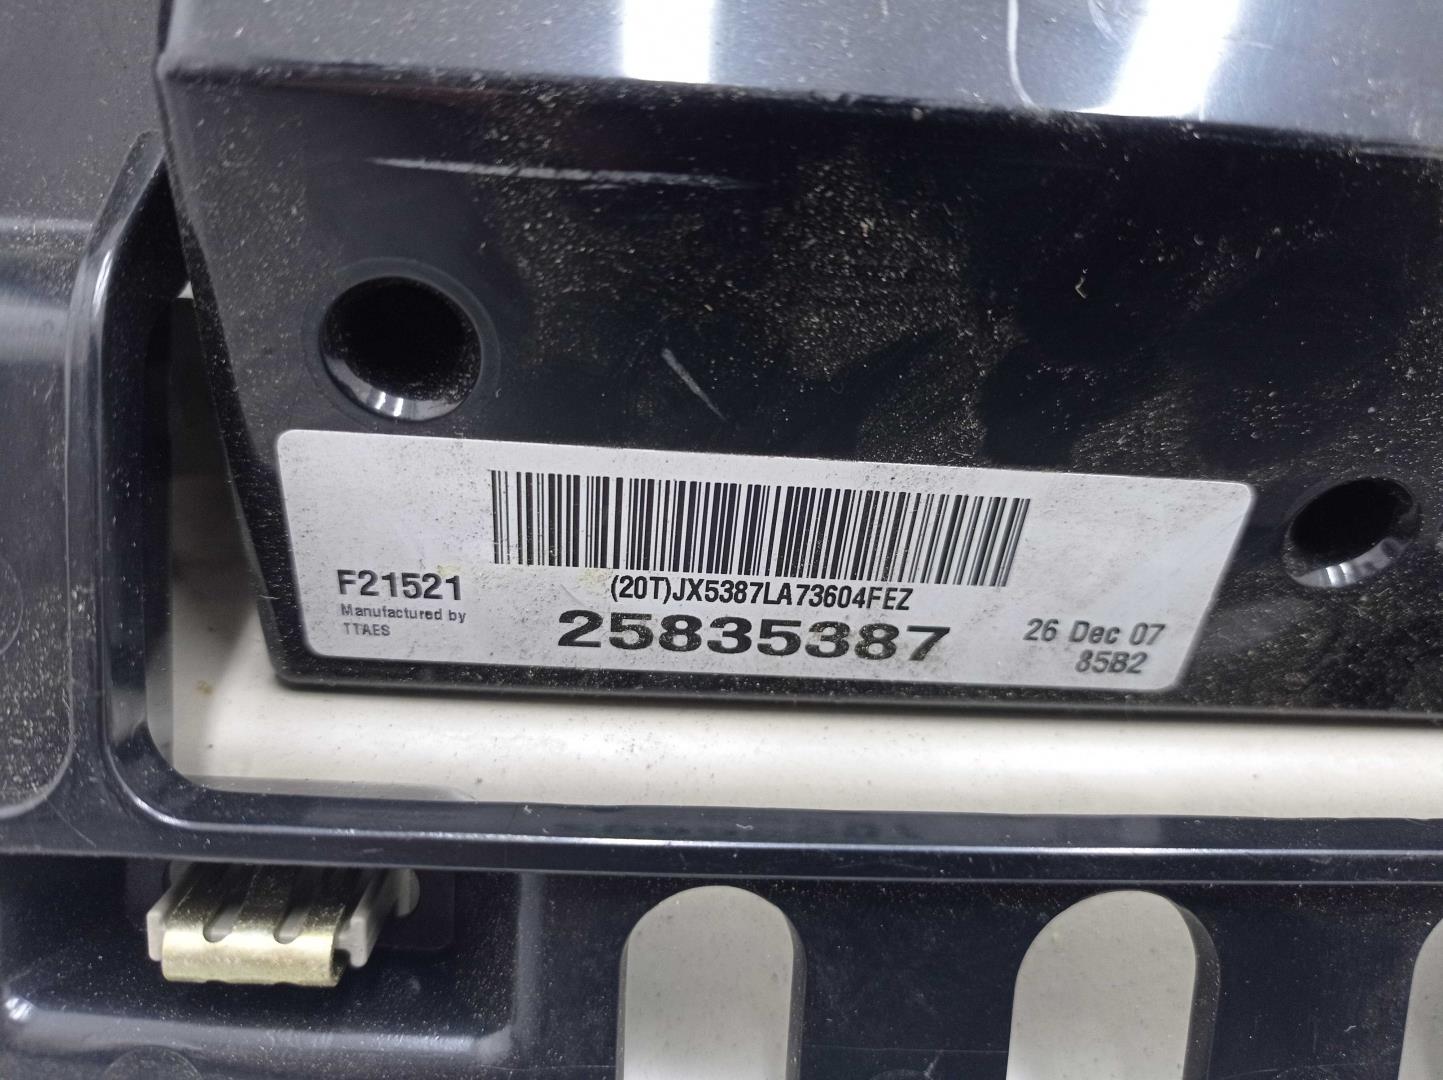 (20T)JX5387LA73604FEZ
F21521
Manufactured by
TTAES
25835387
26 Dec 07
85B2